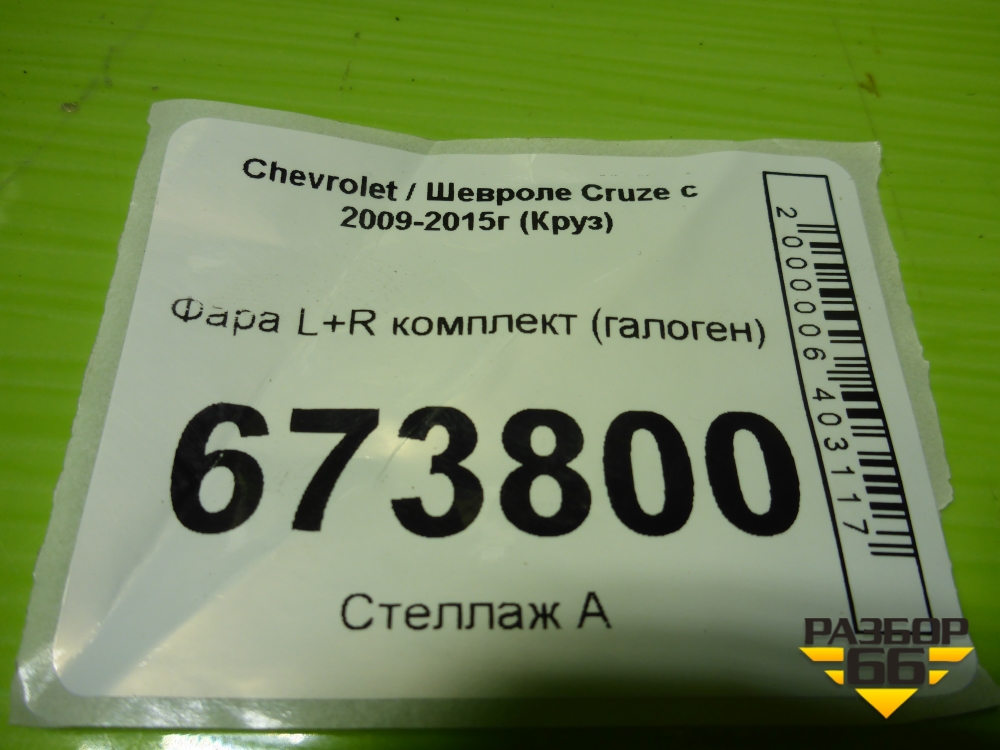 Chevrolet / Шевроле Cruze с
2009-2015г (Круз)
Фара L+R комплект (галоген)
673800
Стеллаж А
2000006403117
РАЗБОР
66